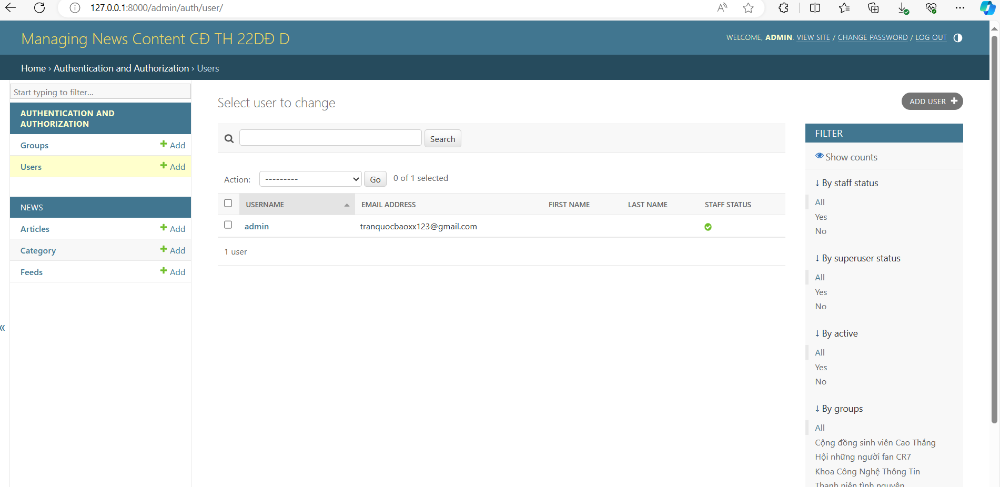 127.0.0.1:8000/admin/auth/user/
Managing News Content CĐ TH 22DĐ D
WELCOME, ADMIN. VIEW SITE / CHANGE PASSWORD / LOG OUT
Home › Authentication and Authorization › Users
Start typing to filter...
AUTHENTICATION AND
AUTHORIZATION
Groups
Add
Users
Add
NEWS
Articles
Add
Category
Add
Feeds
Add
«
Select user to change
ADD USER
Search
Action:
---------
Go
0 of 1 selected
USERNAME EMAIL ADDRESS FIRST NAME LAST NAME STAFF STATUS
admin tranquocbaoxx123@gmail.com
1 user
FILTER
Show counts
↓ By staff status
All
Yes
No
↓ By superuser status
All
Yes
No
↓ By active
All
Yes
No
↓ By groups
All
Cộng đồng sinh viên Cao Thắng
Hội những người fan CR7
Khoa Công Nghệ Thông Tin
Thanh niên tình nguyện